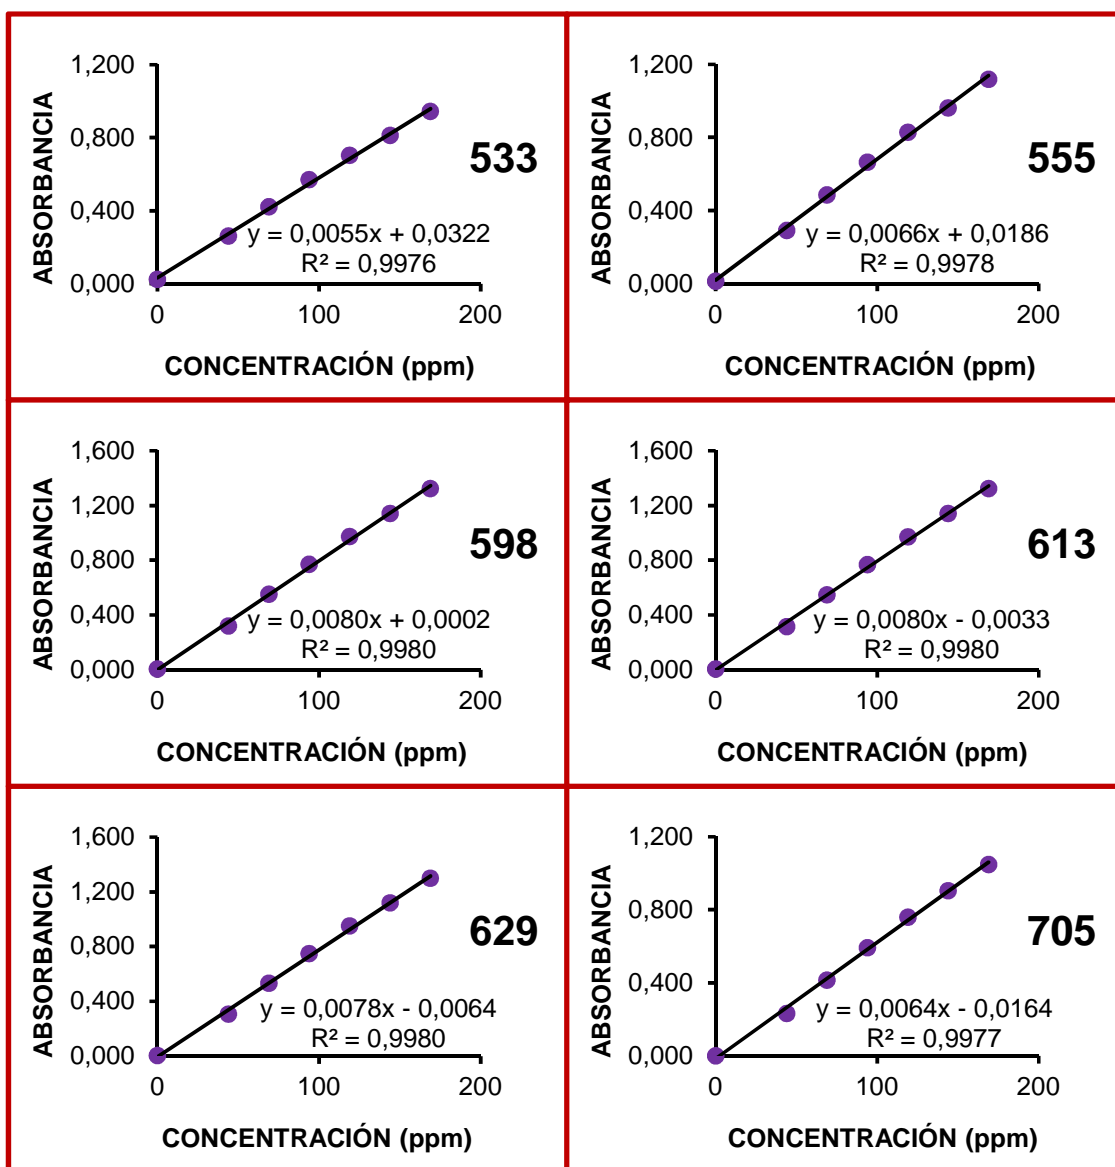 ABSORBANCIA
1,200
0,800
0,400
0,000
533
y = 0,0055x + 0,0322
R² = 0,9976
0 100 200
CONCENTRACIÓN (ppm)
ABSORBANCIA
1,200
0,800
0,400
0,000
555
y = 0,0066x + 0,0186
R² = 0,9978
0 100 200
CONCENTRACIÓN (ppm)
ABSORBANCIA
1,600
1,200
0,800
0,400
0,000
598
y = 0,0080x + 0,0002
R² = 0,9980
0 100 200
CONCENTRACIÓN (ppm)
ABSORBANCIA
1,600
1,200
0,800
0,400
0,000
613
y = 0,0080x - 0,0033
R² = 0,9980
0 100 200
CONCENTRACIÓN (ppm)
ABSORBANCIA
1,600
1,200
0,800
0,400
0,000
629
y = 0,0078x - 0,0064
R² = 0,9980
0 100 200
CONCENTRACIÓN (ppm)
ABSORBANCIA
1,200
0,800
0,400
0,000
705
y = 0,0064x - 0,0164
R² = 0,9977
0 100 200
CONCENTRACIÓN (ppm)